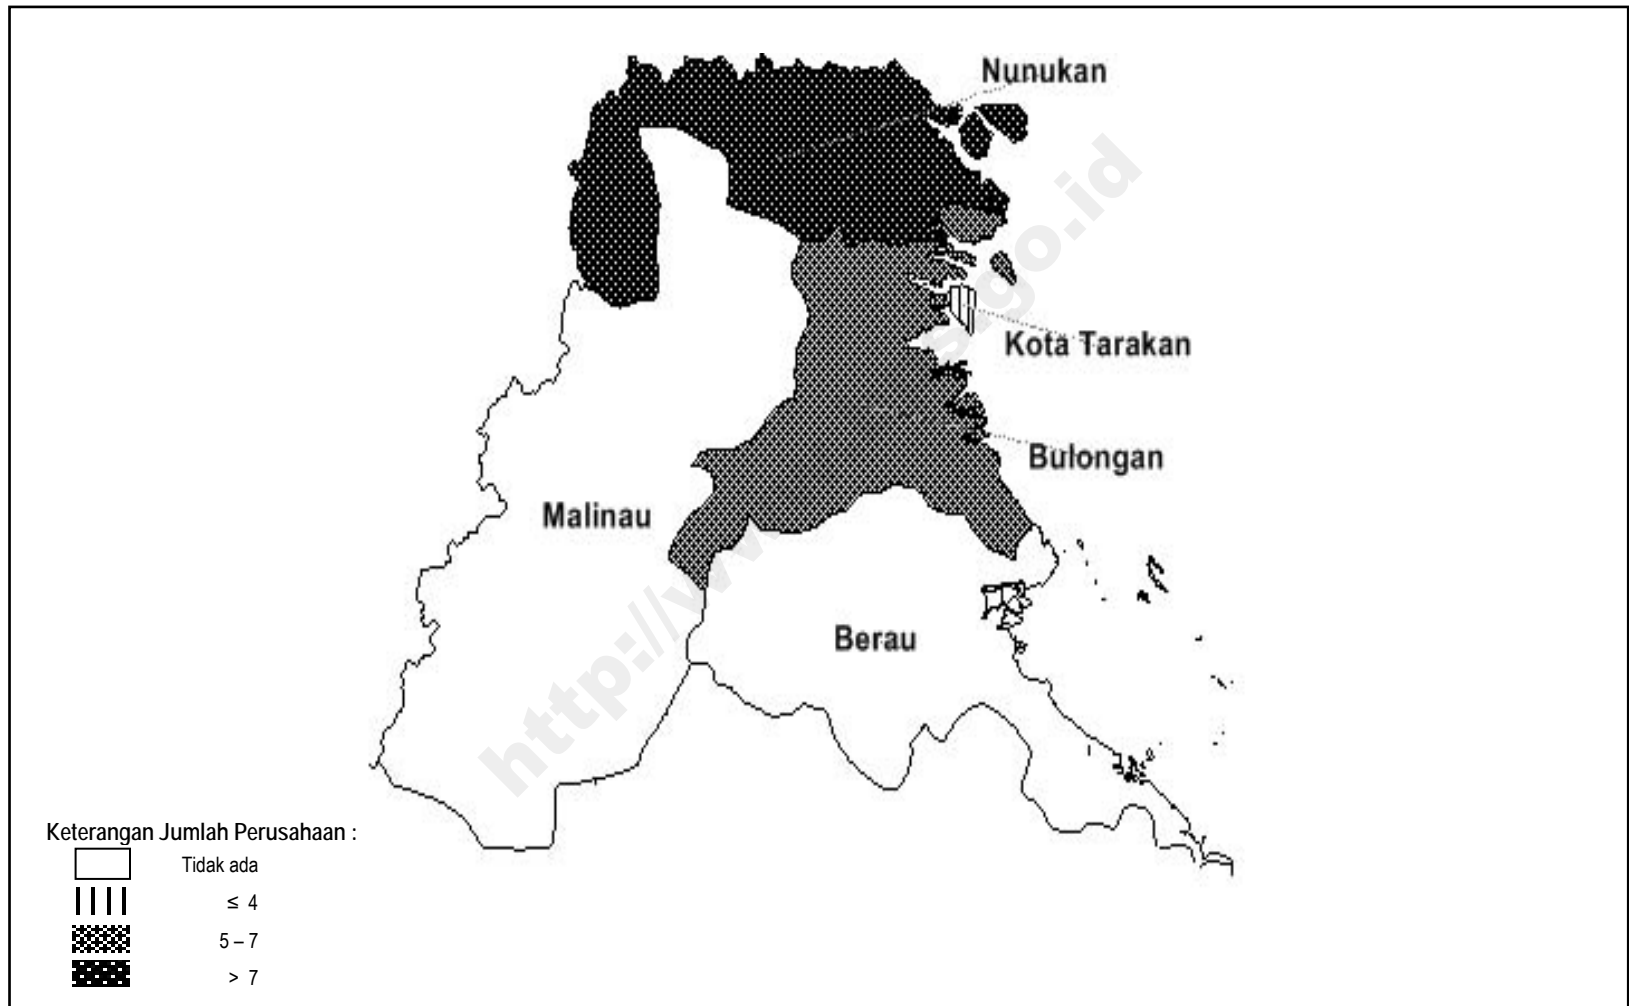 Nunukan
Kota Tarakan
Bulongan
Malinau
Berau
Keterangan Jumlah Perusahaan :
Tidak ada
≤ 4
5 – 7
> 7